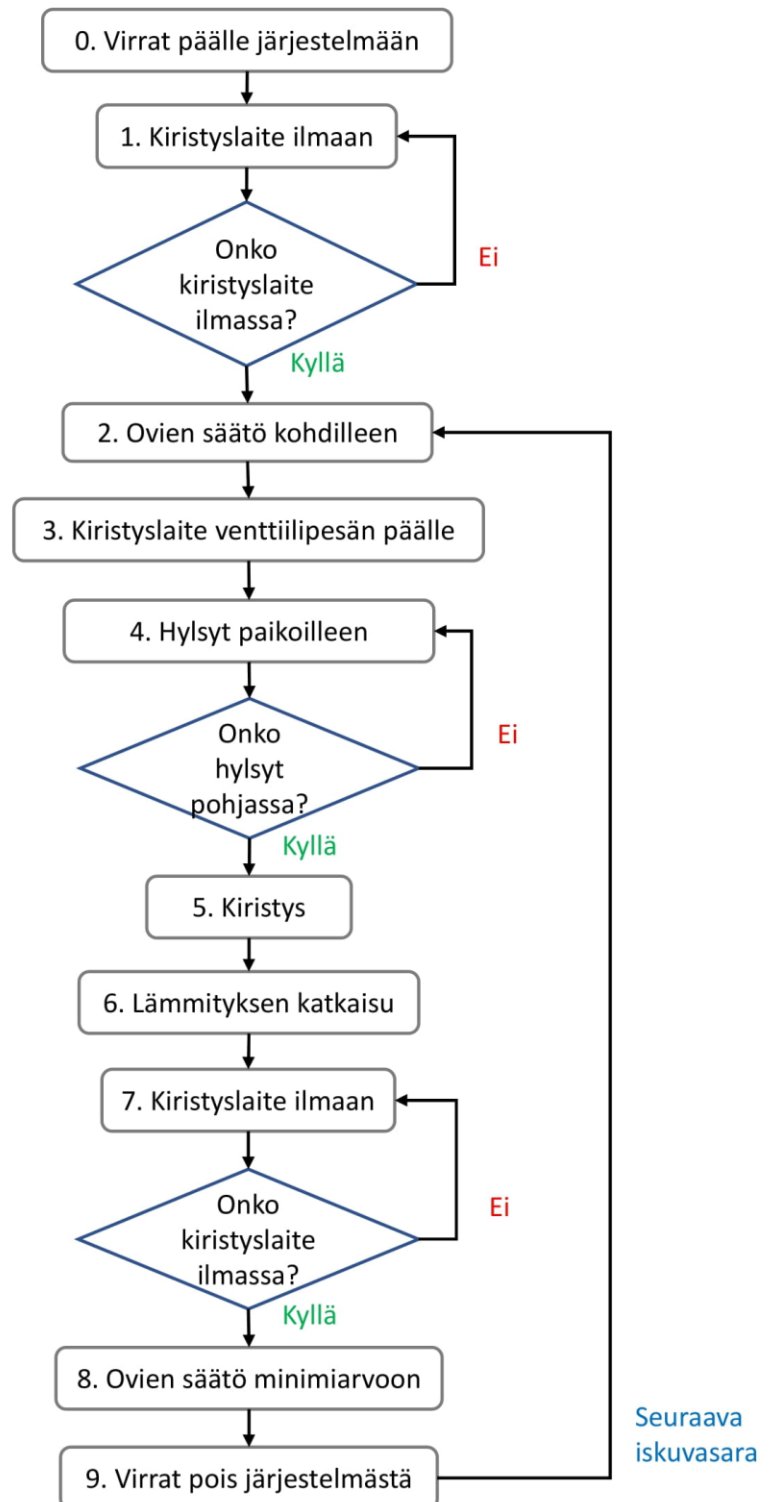 0. Virrat päälle järjestelmään
1. Kiristyslaite ilmaan
Onko
kiristyslaite
ilmassa?
Ei
Kyllä
2. Ovien säätö kohdilleen
3. Kiristyslaite venttiilipesän päälle
4. Hylsyt paikoilleen
Onko
hylsyt
pohjassa?
Ei
Kyllä
5. Kiristys
6. Lämmityksen katkaisu
7. Kiristyslaite ilmaan
Onko
kiristyslaite
ilmassa?
Ei
Kyllä
8. Ovien säätö minimiarvoon
9. Virrat pois järjestelmästä
Seuraava
iskuvasara